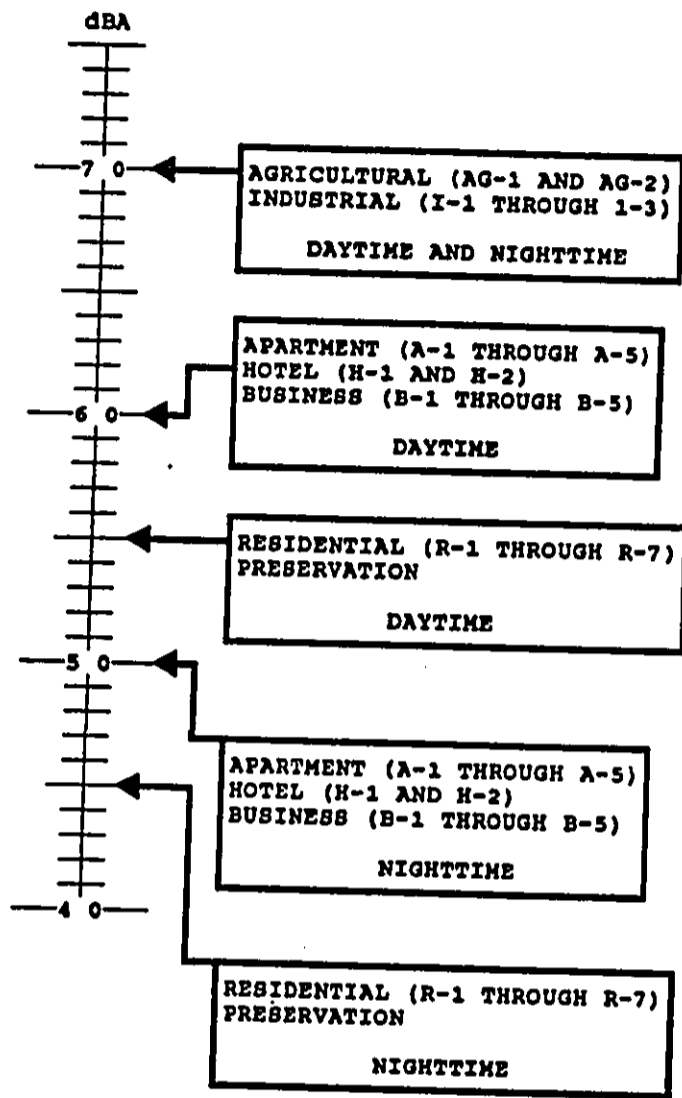 dBA
70
AGRICULTURAL (AG-1 AND AG-2)
INDUSTRIAL (I-1 THROUGH 1-3)
DAYTIME AND NIGHTTIME
APARTMENT (A-1 THROUGH A-5)
HOTEL (H-1 AND H-2)
BUSINESS (B-1 THROUGH B-5)
DAYTIME
60
RESIDENTIAL (R-1 THROUGH R-7)
PRESERVATION
DAYTIME
50
APARTMENT (A-1 THROUGH A-5)
HOTEL (H-1 AND H-2)
BUSINESS (B-1 THROUGH B-5)
NIGHTTIME
40
RESIDENTIAL (R-1 THROUGH R-7)
PRESERVATION
NIGHTTIME